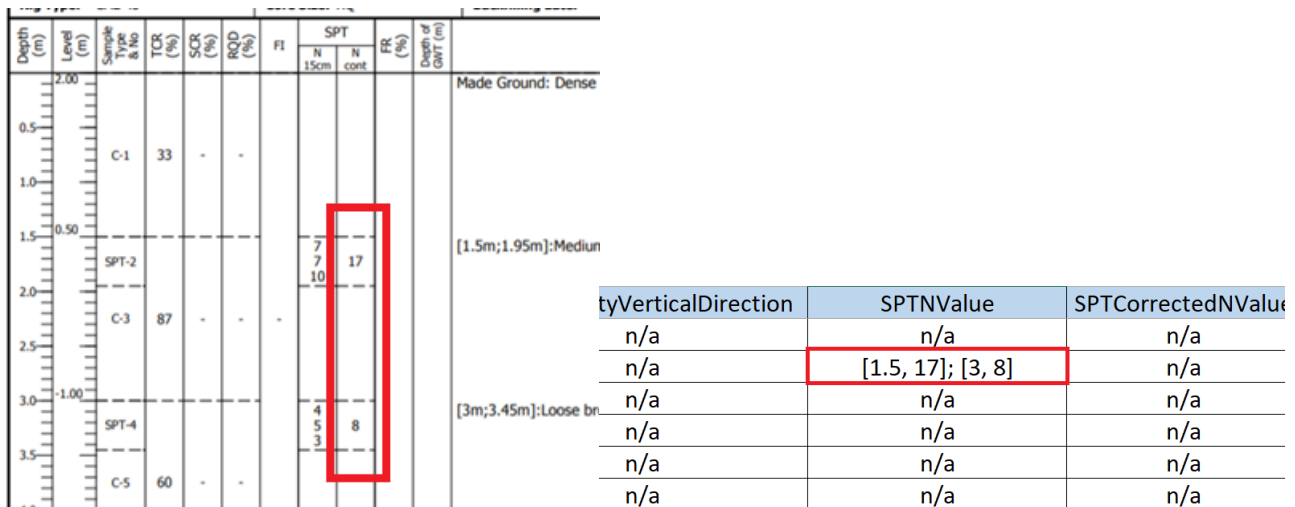 Depth (m) Level (m) Sample Type & No TCR (%) SCR (%) RQD (%) FI SPT FR (%) Depth of GWT (m)
N 15cm N cont
2.00 Made Ground: Dense
0.5
C-1 33 - -
1.0
0.50
1.5 7 [1.5m;1.95m]:Medium
SPT-2 7 17
10
2.0
C-3 87 - - -
2.5
-1.00
3.0 4 [3m;3.45m]:Loose br
SPT-4 5 8
3
3.5
C-5 60 - -
tyVerticalDirection SPTNValue SPTCorrectedNValue
n/a n/a n/a
n/a [1.5, 17]; [3, 8] n/a
n/a n/a n/a
n/a n/a n/a
n/a n/a n/a
n/a n/a n/a